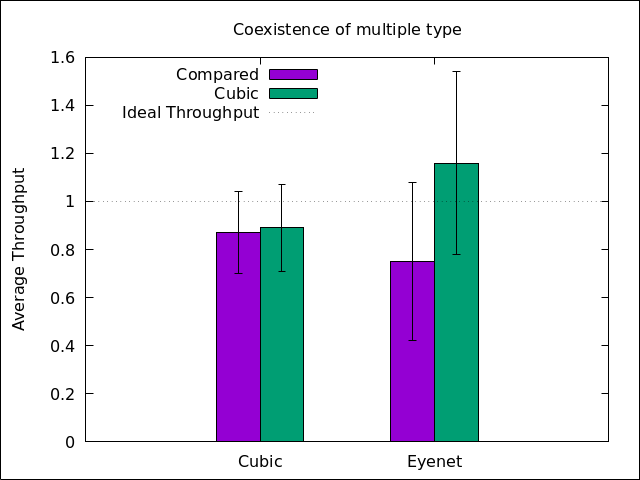 Coexistence of multiple type
1.6
1.4
1.2
1
0.8
0.6
0.4
0.2
0
Average Throughput
Compared
Cubic
Ideal Throughput
Cubic
Eyenet